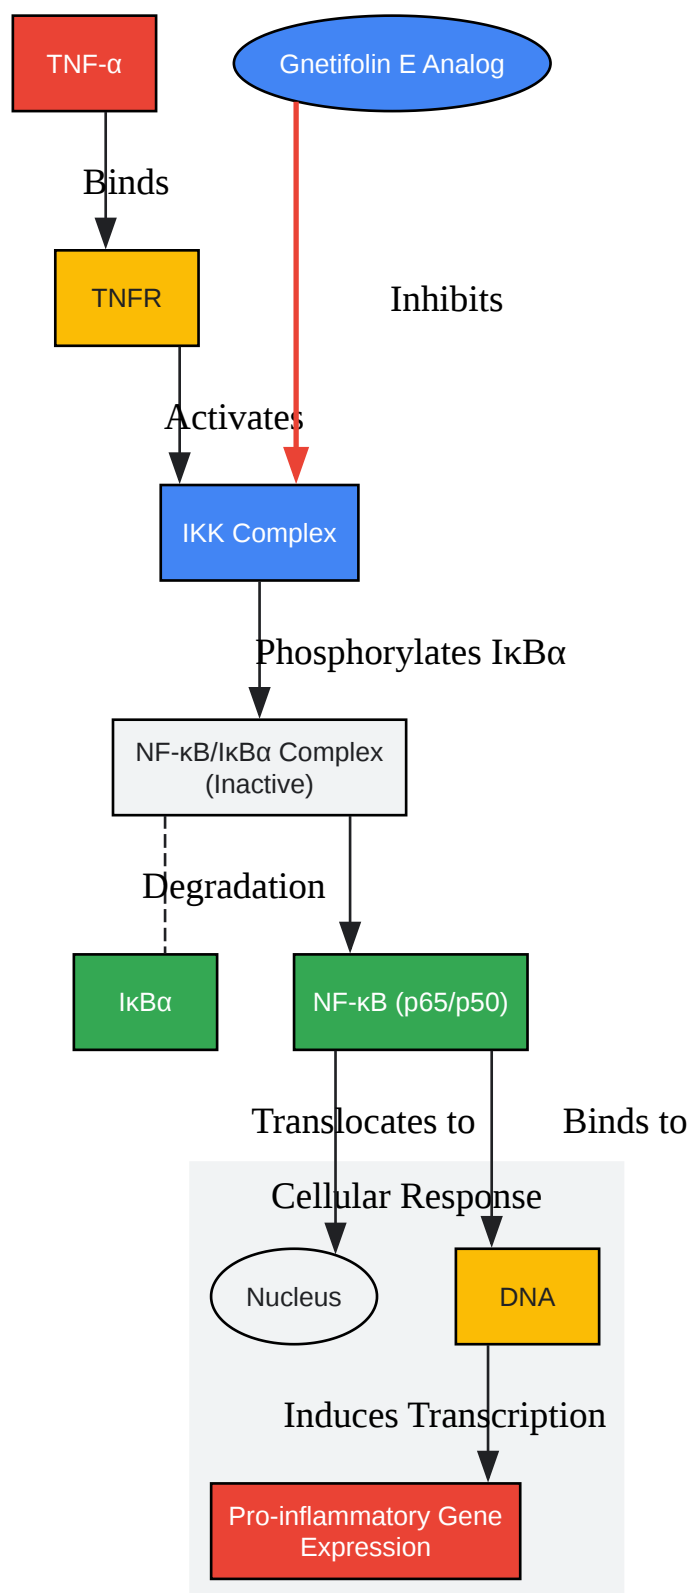 TNF-α
Gnetifolin E Analog
Binds
TNFR
Inhibits
Activates
IKK Complex
Phosphorylates IκBα
NF-κB/IκBα Complex
(Inactive)
Degradation
IκBα
NF-κB (p65/p50)
Translocates to
Binds to
Cellular Response
Nucleus
DNA
Induces Transcription
Pro-inflammatory Gene
Expression